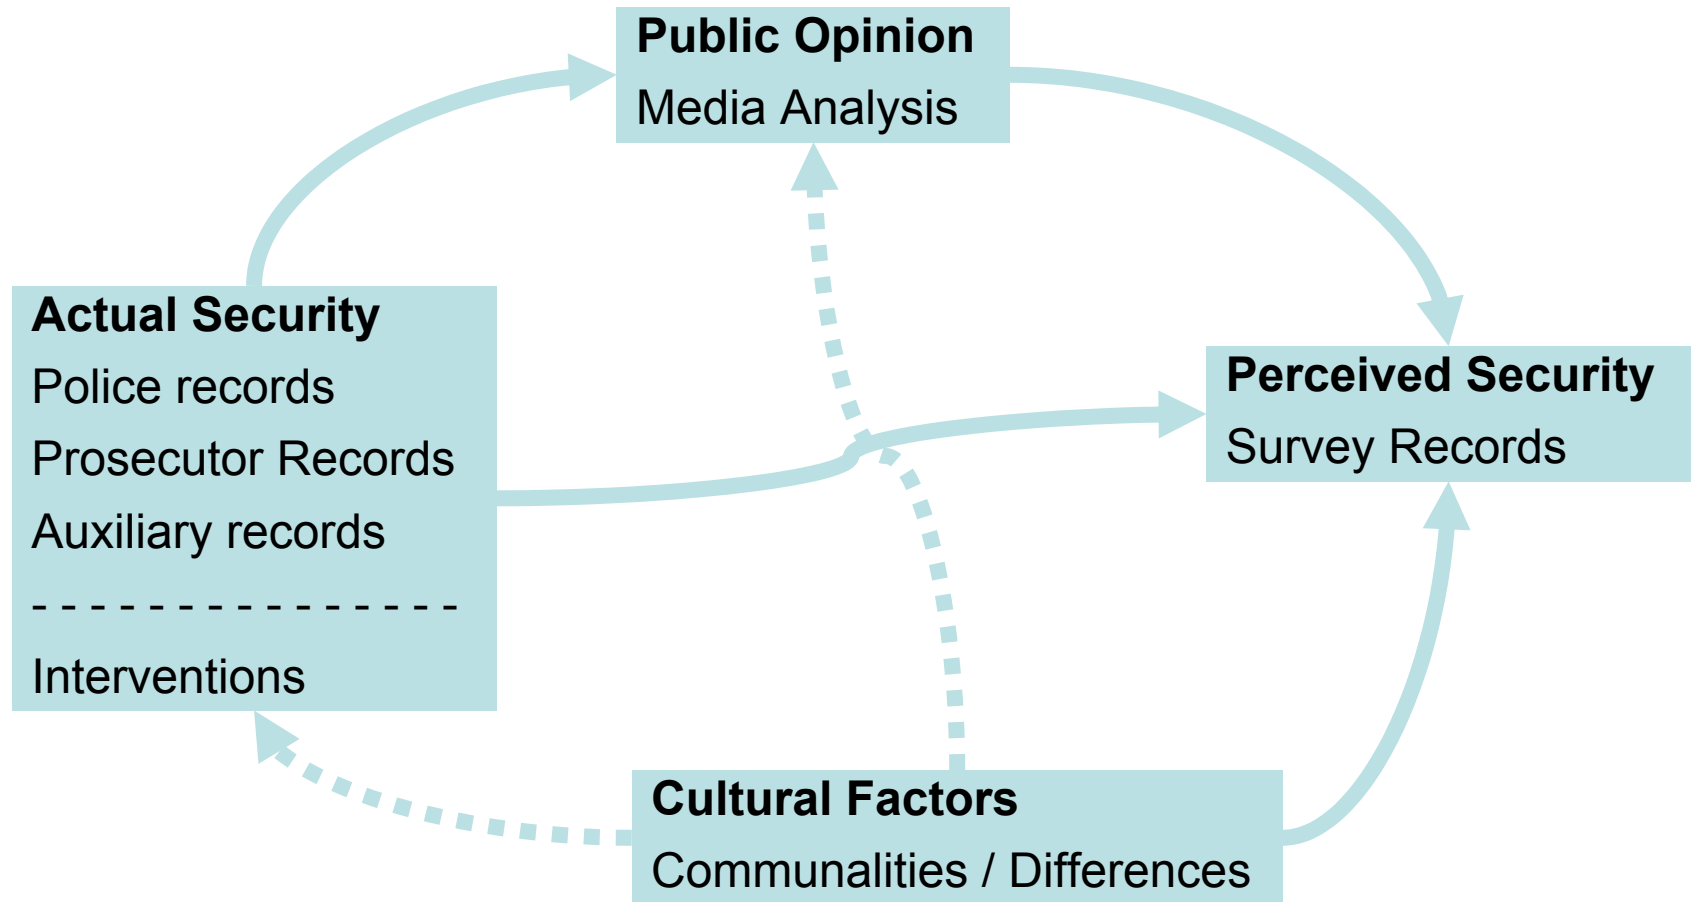 Public Opinion
Media Analysis
Actual Security
Police records
Prosecutor Records
Auxiliary records
- - - - - - - - - - - - - - -
Interventions
Perceived Security
Survey Records
Cultural Factors
Communalities / Differences